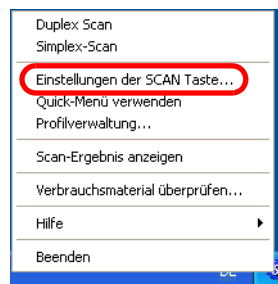 Duplex Scan
Simplex-Scan
Einstellungen der SCAN Taste...
Quick-Menü verwenden
Profilverwaltung...
Scan-Ergebnis anzeigen
Verbrauchsmaterial überprüfen...
Hilfe
Beenden